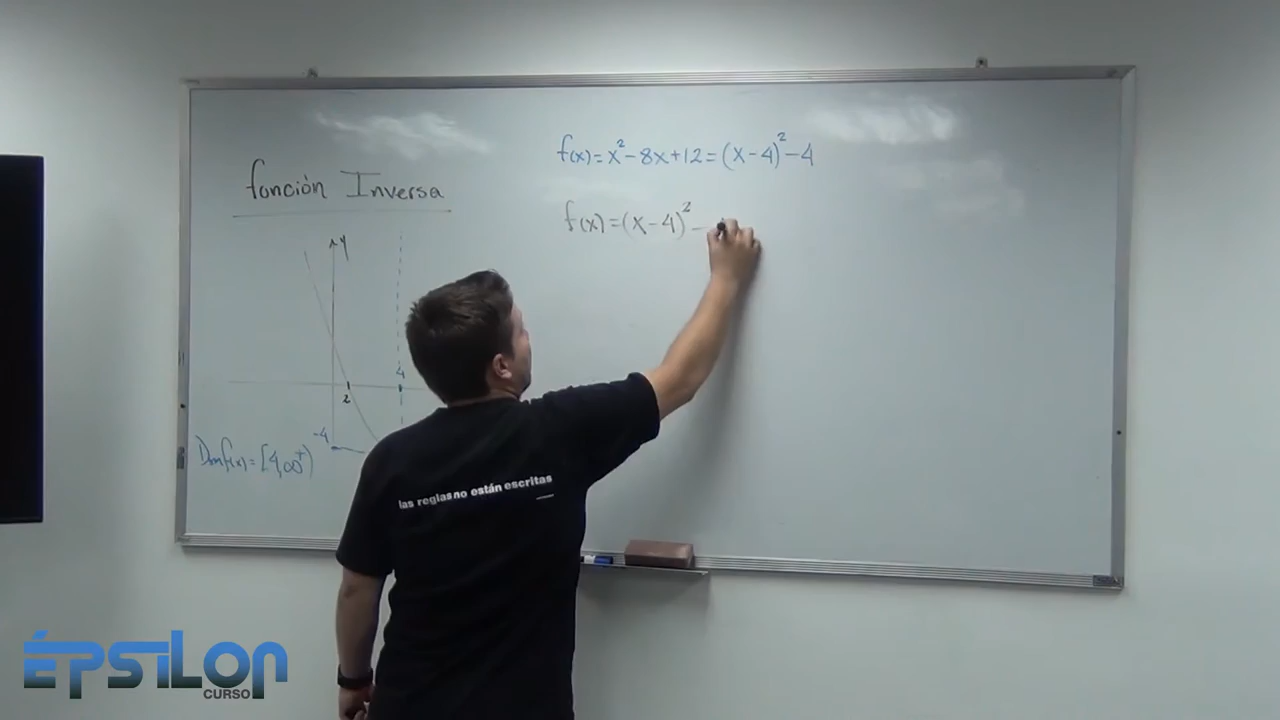 función Inversa
y
4
2
-4
Dom f(x) = [4,00⁺)
f(x) = x² - 8x + 12 = (x - 4)² - 4
f(x) = (x - 4)² -
las reglas no están escritas
ÉPSILON
CURSO